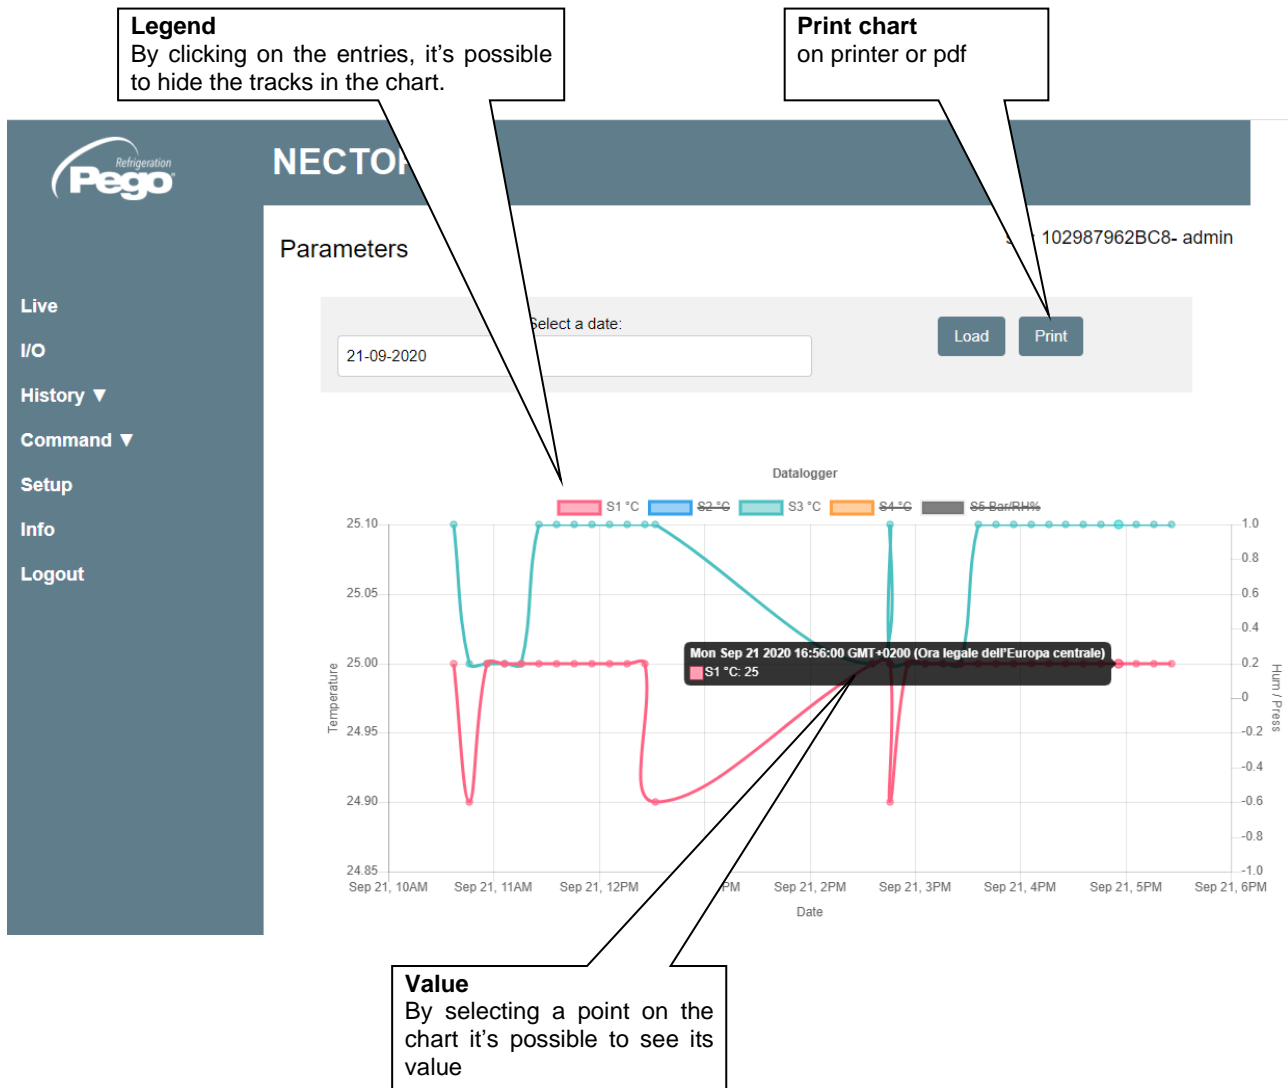 Legend
By clicking on the entries, it's possible
to hide the tracks in the chart.
Print chart
on printer or pdf
Refrigeration
Pego
NECTOR
Parameters
102987962BC8- admin
Live
I/O
History ▼
Command ▼
Setup
Info
Logout
Select a date:
21-09-2020
Load
Print
Datalogger
S1 °C
S2 °C
S3 °C
S4 °C
S5 Bar/RH%
25.10
25.05
25.00
24.95
24.90
24.85
Temperature
1.0
0.8
0.6
0.4
0.2
0
-0.2
-0.4
-0.6
-0.8
-1.0
Hum / Press
Mon Sep 21 2020 16:56:00 GMT+0200 (Ora legale dell'Europa centrale)
S1 °C: 25
Sep 21, 10AM
Sep 21, 11AM
Sep 21, 12PM
PM
Sep 21, 2PM
Sep 21, 3PM
Sep 21, 4PM
Sep 21, 5PM
Sep 21, 6PM
Date
Value
By selecting a point on the
chart it's possible to see its
value